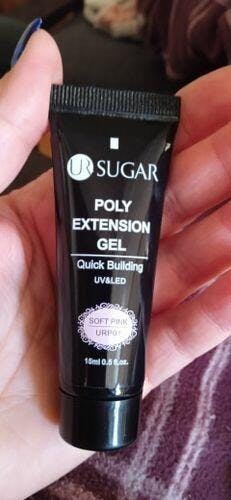 UR SUGAR
POLY
EXTENSION
GEL
Quick Building
UV&LED
SOFT PINK
URP01
15ml 0.5 fl.oz.